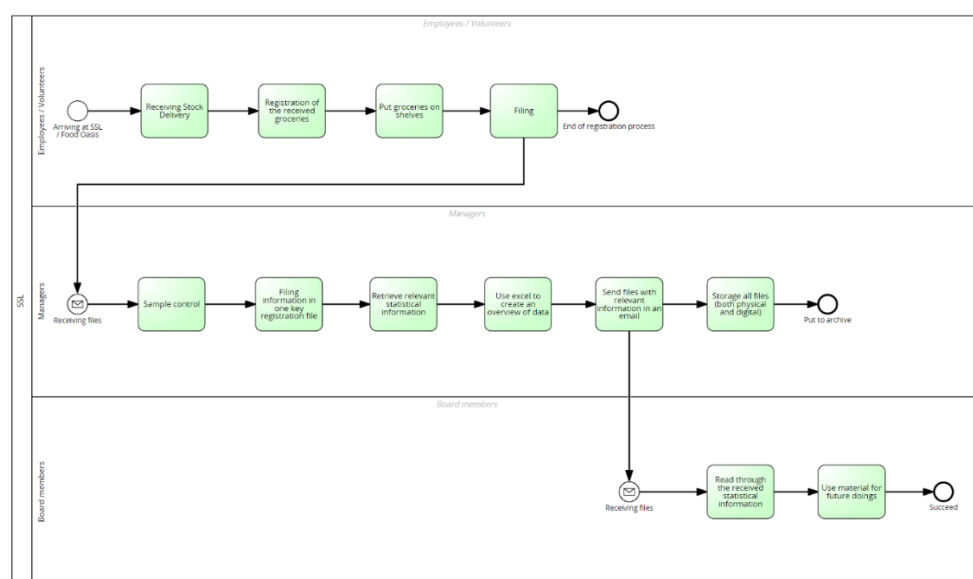 Employees / Volunteers
SSL
Employees Volunteers
Arriving at SSL
/ Food Oasis
Receiving Stock
Delivery
Registration of
the received
groceries
Put groceries on
shelves
Filing
End of registration process
Managers
Managers
Receiving files
Sample control
Filing
information in
one key
registration file
Retrieve relevant
statistical
information
Use excel to
create an
overview of data
Send files with
relevant
information in an
email
Storage all files
(both physical
and digital)
Put to archive
Board members
Board members
Receiving files
Read through
the received
statistical
information
Use material for
future doings
Succeed